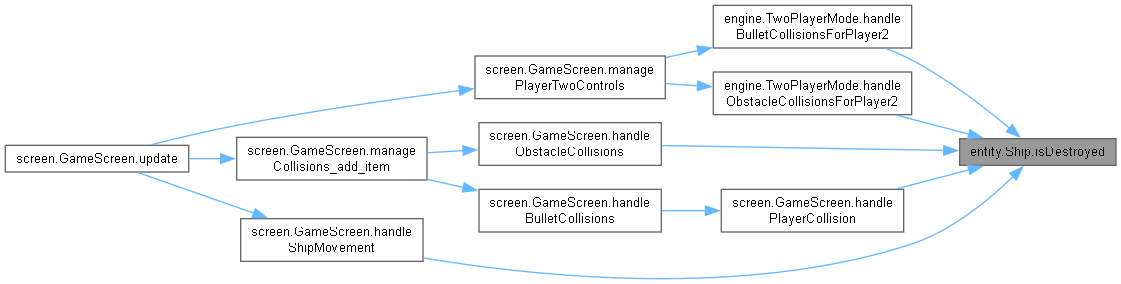 engine.TwoPlayerMode.handle
BulletCollisionsForPlayer2
screen.GameScreen.manage
PlayerTwoControls
engine.TwoPlayerMode.handle
ObstacleCollisionsForPlayer2
screen.GameScreen.update
screen.GameScreen.manage
Collisions_add_item
screen.GameScreen.handle
ObstacleCollisions
entity.Ship.isDestroyed
screen.GameScreen.handle
BulletCollisions
screen.GameScreen.handle
PlayerCollision
screen.GameScreen.handle
ShipMovement